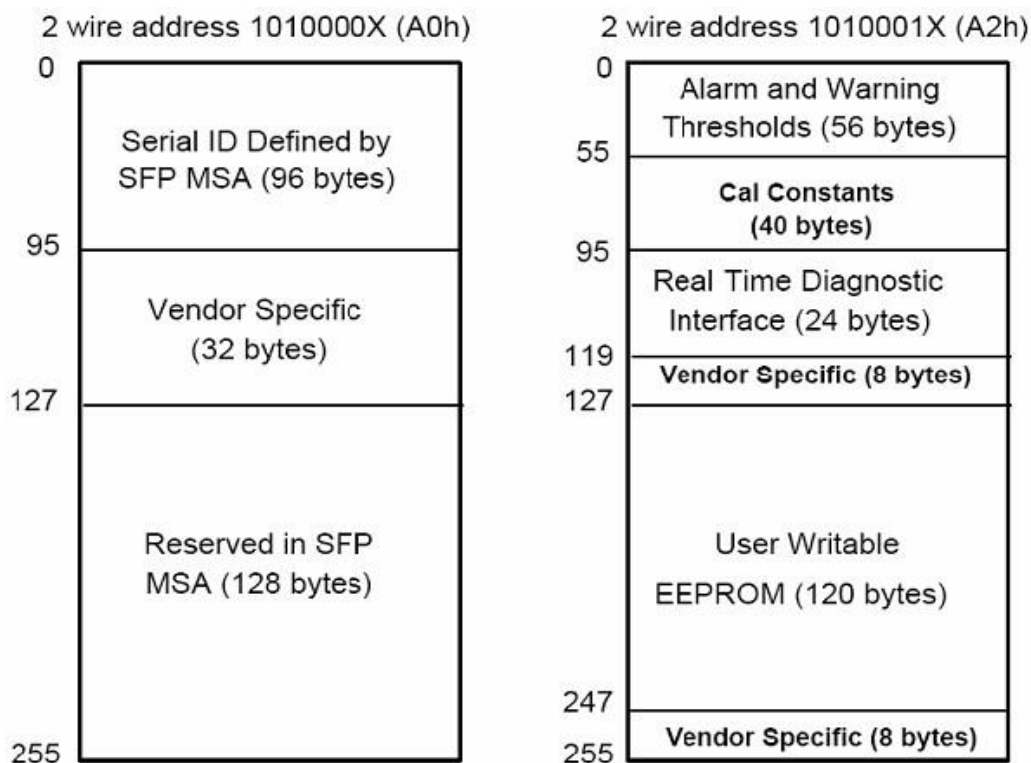 2 wire address 1010000X (A0h)
0
Serial ID Defined by
SFP MSA (96 bytes)
95
Vendor Specific
(32 bytes)
127
Reserved in SFP
MSA (128 bytes)
255
2 wire address 1010001X (A2h)
0
Alarm and Warning
Thresholds (56 bytes)
55
Cal Constants
(40 bytes)
95
Real Time Diagnostic
Interface (24 bytes)
119
Vendor Specific (8 bytes)
127
User Writable
EEPROM (120 bytes)
247
Vendor Specific (8 bytes)
255